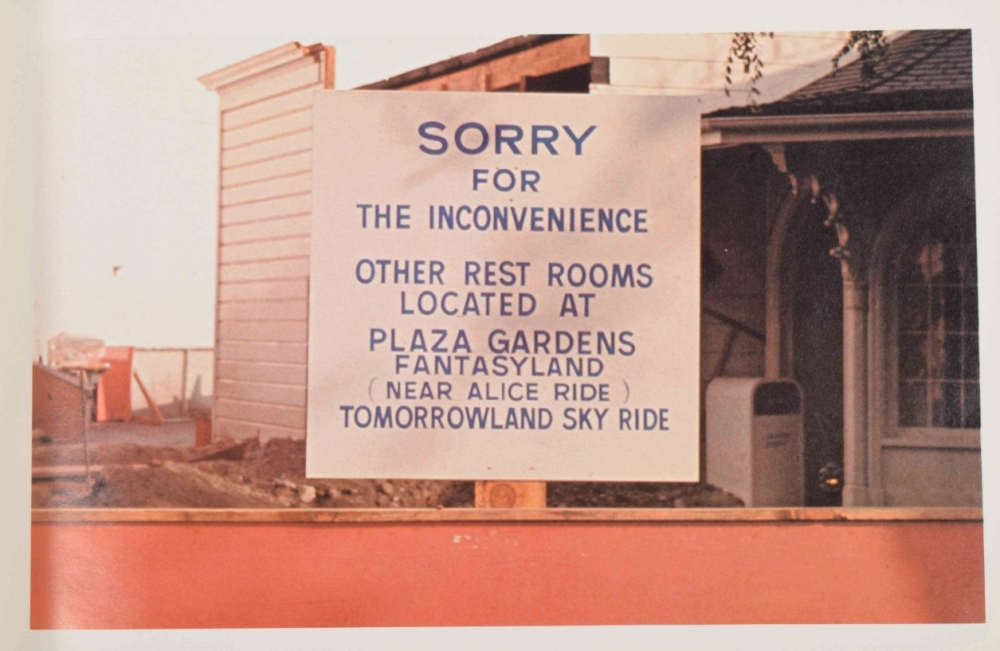 SORRY
FOR
THE INCONVENIENCE
OTHER REST ROOMS
LOCATED AT
PLAZA GARDENS
FANTASYLAND
(NEAR ALICE RIDE)
TOMORROWLAND SKY RIDE